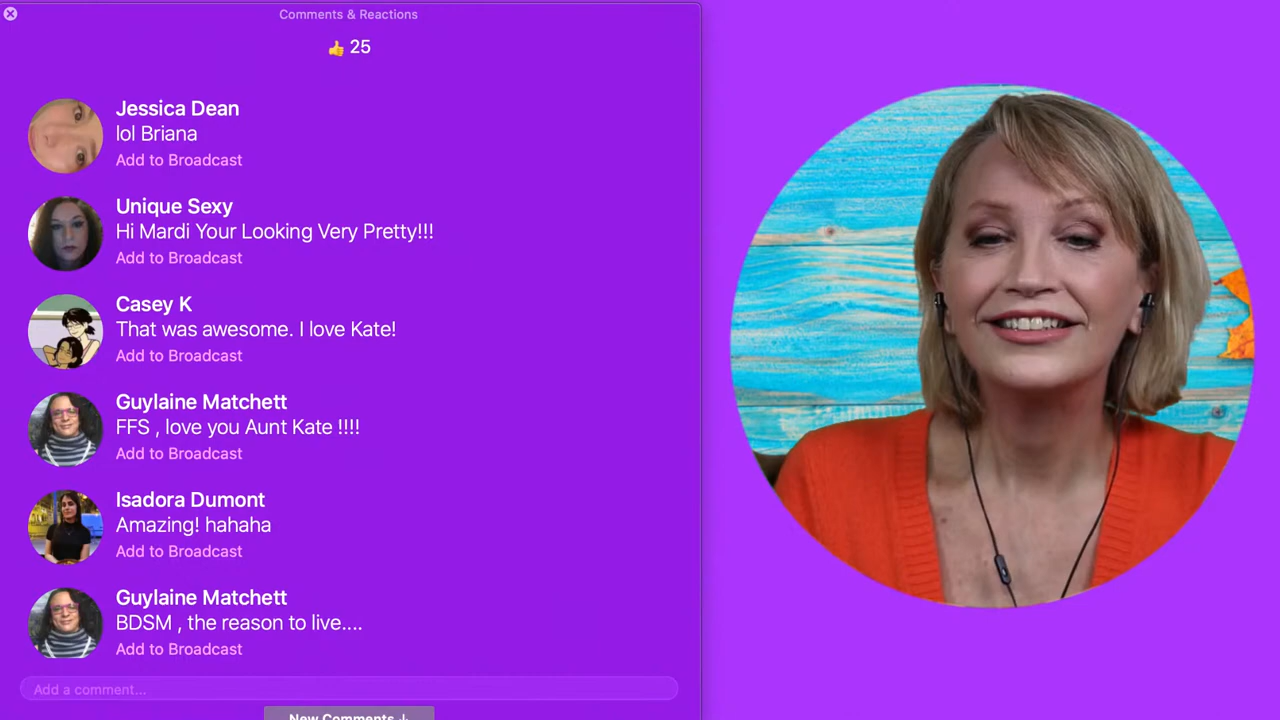 Comments & Reactions
👍 25
Jessica Dean
lol Briana
Add to Broadcast
Unique Sexy
Hi Mardi Your Looking Very Pretty!!!
Add to Broadcast
Casey K
That was awesome. I love Kate!
Add to Broadcast
Guylaine Matchett
FFS , love you Aunt Kate !!!!
Add to Broadcast
Isadora Dumont
Amazing! hahaha
Add to Broadcast
Guylaine Matchett
BDSM , the reason to live....
Add to Broadcast
Add a comment...
New Comments ↓